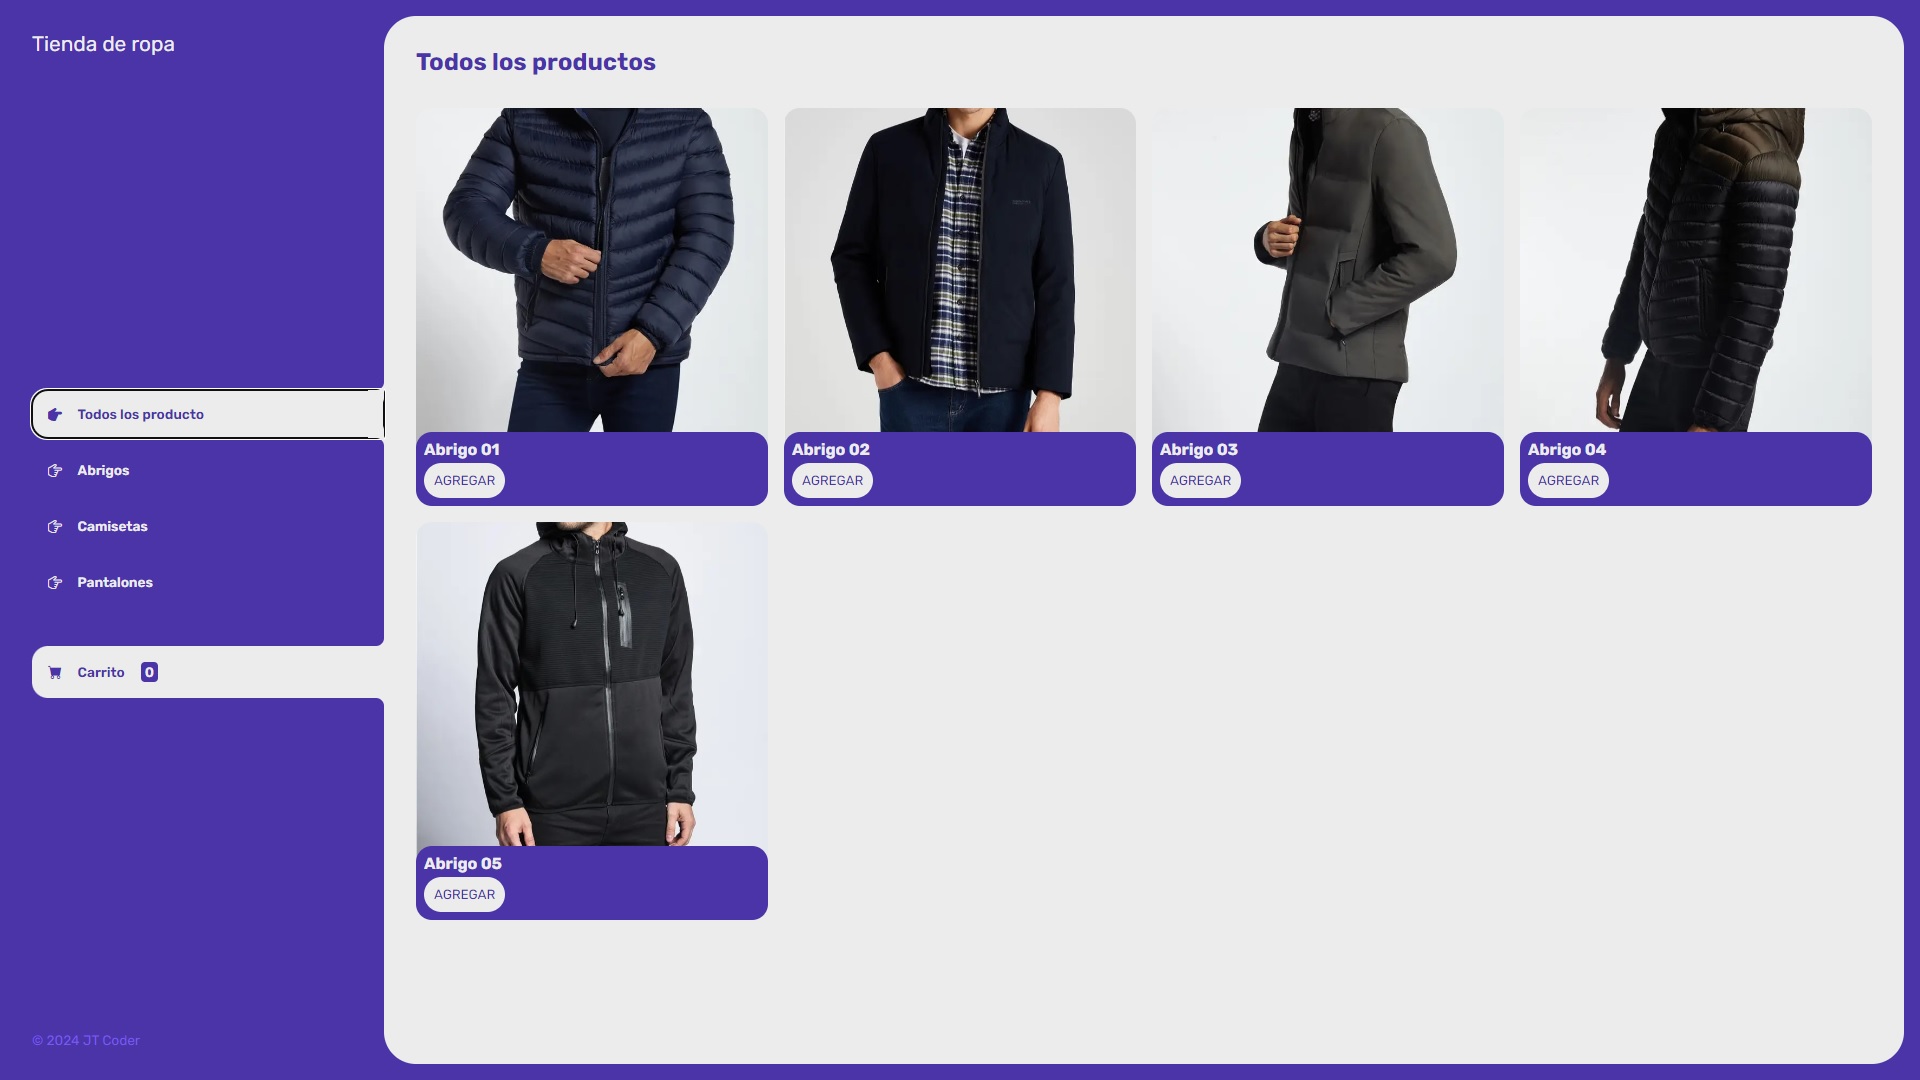 Tienda de ropa
Todos los producto
Abrigos
Camisetas
Pantalones
Carrito 0
© 2024 JT Coder
Todos los productos
Abrigo 01
AGREGAR
Abrigo 02
AGREGAR
Abrigo 03
AGREGAR
Abrigo 04
AGREGAR
Abrigo 05
AGREGAR